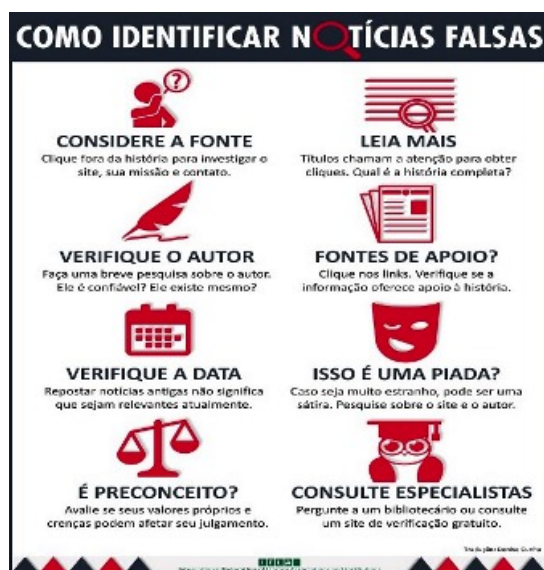 COMO IDENTIFICAR NOTÍCIAS FALSAS
CONSIDERE A FONTE
Clique fora da história para investigar o
site, sua missão e contato.
LEIA MAIS
Títulos chamam a atenção para obter
cliques. Qual é a história completa?
VERIFIQUE O AUTOR
Faça uma breve pesquisa sobre o autor.
Ele é confiável? Ele existe mesmo?
FONTES DE APOIO?
Clique nos links. Verifique se a
informação oferece apoio à história.
VERIFIQUE A DATA
Repostar notícias antigas não significa
que sejam relevantes atualmente.
ISSO É UMA PIADA?
Caso seja muito estranho, pode ser uma
sátira. Pesquise sobre o site e o autor.
É PRECONCEITO?
Avalie se seus valores próprios e
crenças podem afetar seu julgamento.
CONSULTE ESPECIALISTAS
Pergunte a um bibliotecário ou consulte
um site de verificação gratuito.
Tradução: Denise Cunha